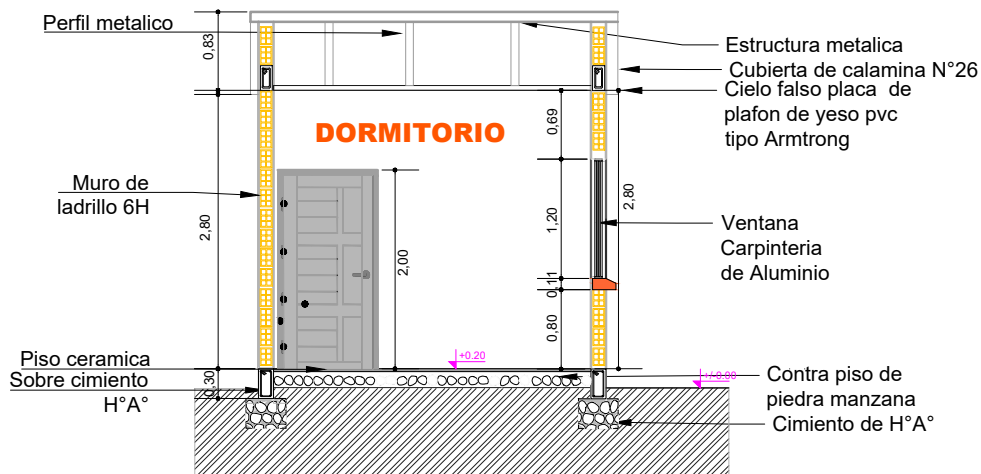 Perfil metalico
0,83
Estructura metalica
Cubierta de calamina N°26
Cielo falso placa de
plafon de yeso pvc
tipo Armtrong
0,69
DORMITORIO
Muro de
ladrillo 6H
2,80
2,00
1,20
2,80
Ventana
Carpinteria
de Aluminio
0,11
0,80
Piso ceramica
+0.20
Sobre cimiento
H°A°
0,30
+/-0.00
Contra piso de
piedra manzana
Cimiento de H°A°